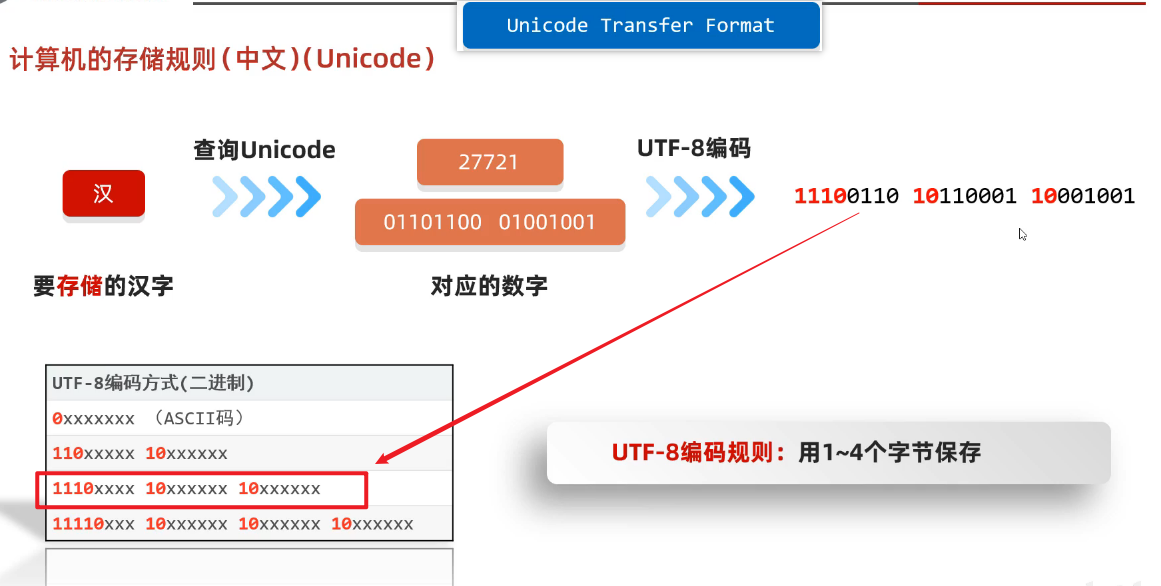 Unicode Transfer Format
计算机的存储规则(中文)(Unicode)
汉
要存储的汉字
查询Unicode
27721
01101100 01001001
对应的数字
UTF-8编码
11100110 10110001 10001001
UTF-8编码方式(二进制)
0xxxxxxx （ASCII码）
110xxxxx 10xxxxxx
1110xxxx 10xxxxxx 10xxxxxx
11110xxx 10xxxxxx 10xxxxxx 10xxxxxx
UTF-8编码规则：用1~4个字节保存